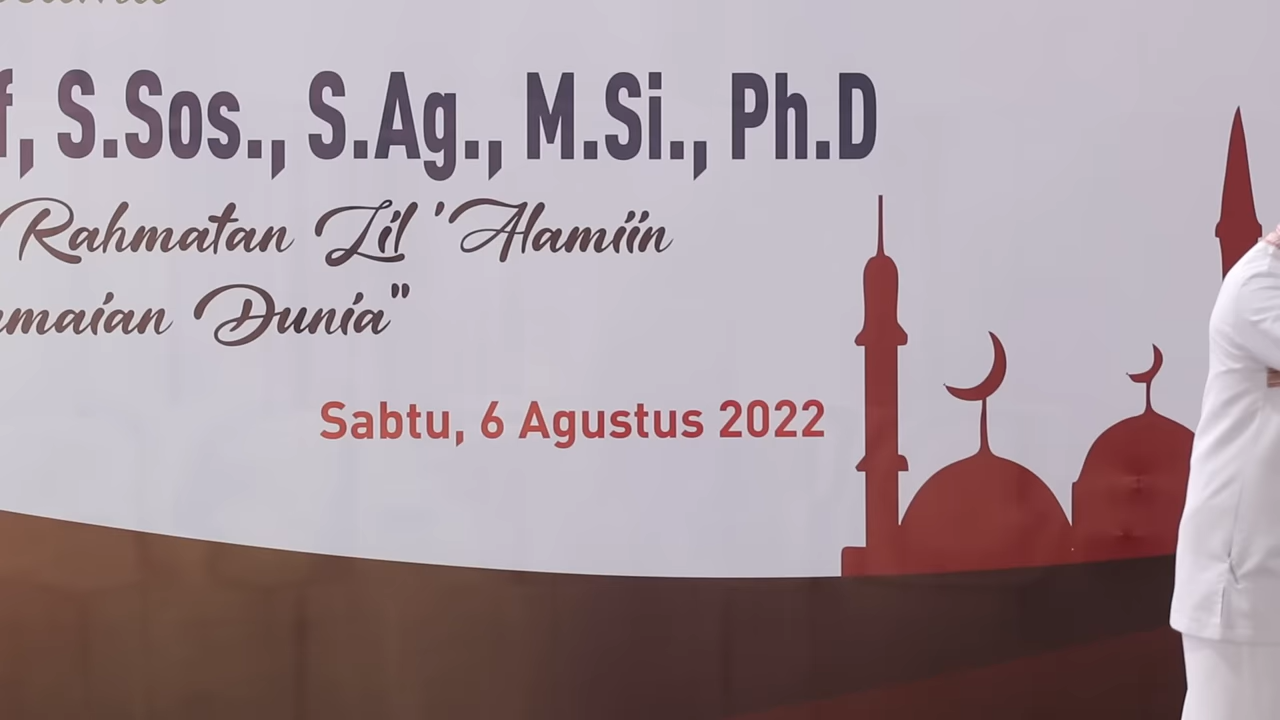 f, S.Sos., S.Ag., M.Si., Ph.D
Rahmatan Lil 'Alamiin
maian Dunia"
Sabtu, 6 Agustus 2022